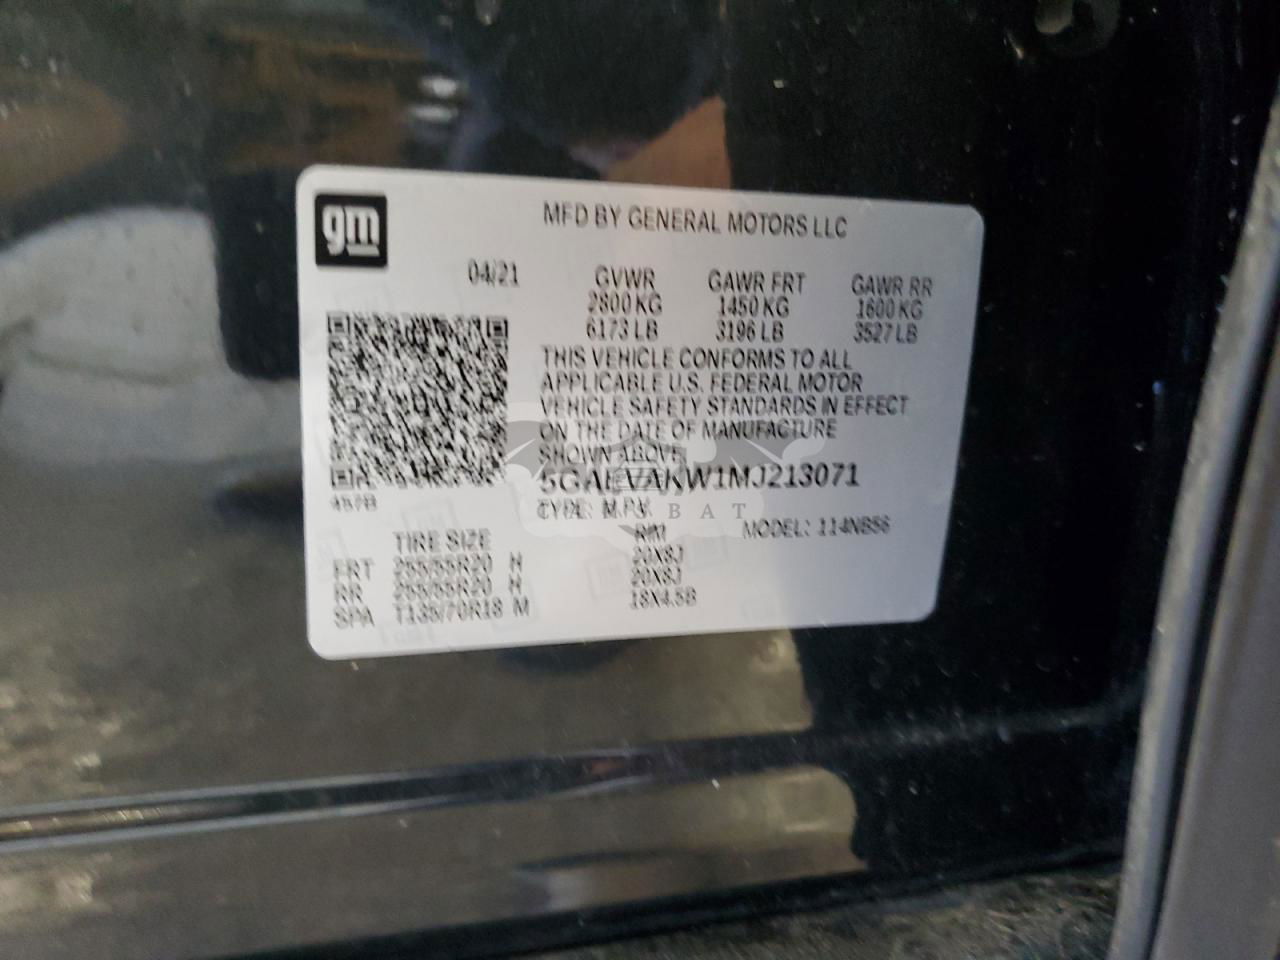 gm
MFD BY GENERAL MOTORS LLC
04/21 GVWR GAWR FRT GAWR RR
2800 KG 1450 KG 1600 KG
6173 LB 3196 LB 3527 LB
THIS VEHICLE CONFORMS TO ALL
APPLICABLE U.S. FEDERAL MOTOR
VEHICLE SAFETY STANDARDS IN EFFECT
ON THE DATE OF MANUFACTURE
SHOWN ABOVE.
5GAEVAKW1MJ213071
457B
TYPE: M.P.V. MODEL: 114NB56
TIRE SIZE RIM
FRT 255/55R20 H 20X8J
RR 255/55R20 H 20X8J
SPA T135/70R18 M 18X4.5B